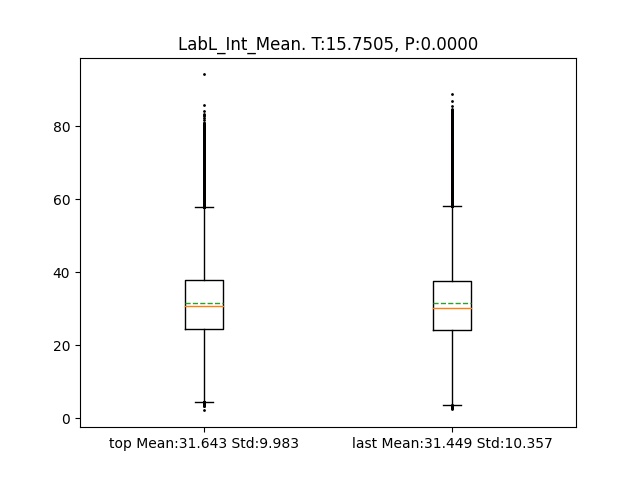 LabL_Int_Mean. T:15.7505, P:0.0000
80
60
40
20
0
top Mean:31.643 Std:9.983
last Mean:31.449 Std:10.357